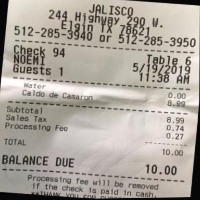 JALISCO
244 Highway 290 W.
Elgin TX 78621
512-285-3940 or 512-285-3950
Check 94 Table 6
NOEMI 5/19/2019
Guests 1 11:38 AM
Water 0.00
Caldo de Camaron 8.99
Subtotal 8.99
Sales Tax 0.74
Processing Fee 0.27
TOTAL 10.00
BALANCE DUE 10.00
Processing fee will be removed
if the check is paid in cash.